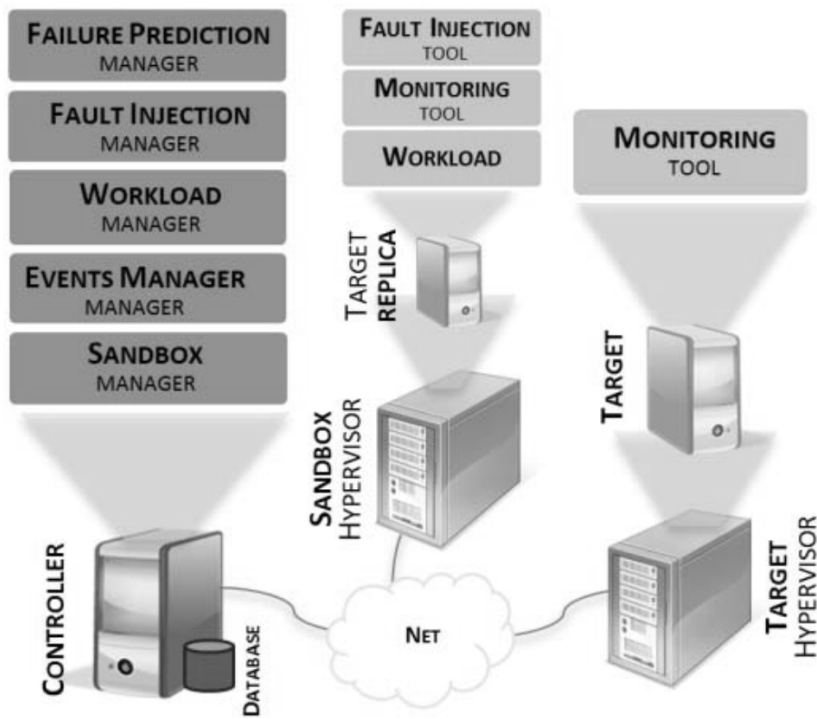 FAILURE PREDICTION
MANAGER
FAULT INJECTION
MANAGER
WORKLOAD
MANAGER
EVENTS MANAGER
MANAGER
SANDBOX
MANAGER
CONTROLLER
DATABASE
FAULT INJECTION
TOOL
MONITORING
TOOL
WORKLOAD
TARGET
REPLICA
SANDBOX
HYPERVISOR
NET
MONITORING
TOOL
TARGET
TARGET
HYPERVISOR